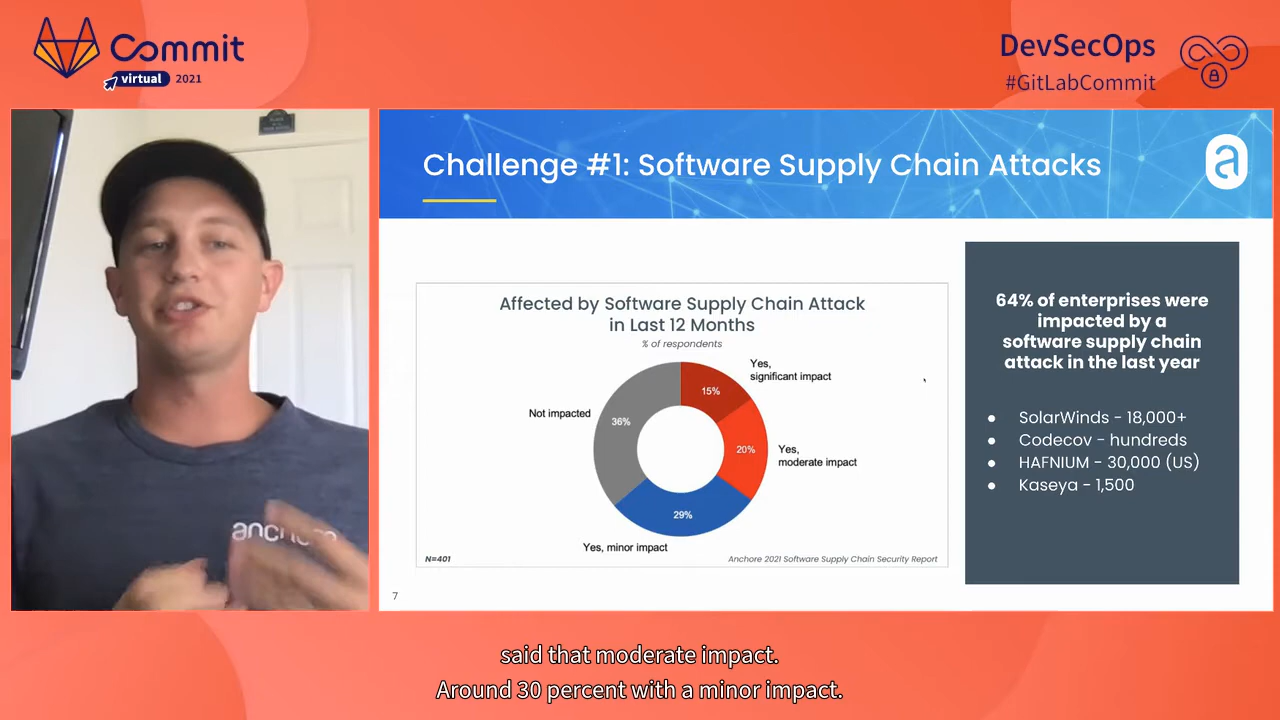 Commit
virtual 2021
DevSecOps
#GitLabCommit
Challenge #1: Software Supply Chain Attacks
a
Affected by Software Supply Chain Attack
in Last 12 Months
% of respondents
Yes,
significant impact
15%
Not impacted
36%
20%
Yes,
moderate impact
29%
Yes, minor impact
N=401
Anchore 2021 Software Supply Chain Security Report
64% of enterprises were
impacted by a
software supply chain
attack in the last year
● SolarWinds - 18,000+
● Codecov - hundreds
● HAFNIUM - 30,000 (US)
● Kaseya - 1,500
7
said that moderate impact.
Around 30 percent with a minor impact.